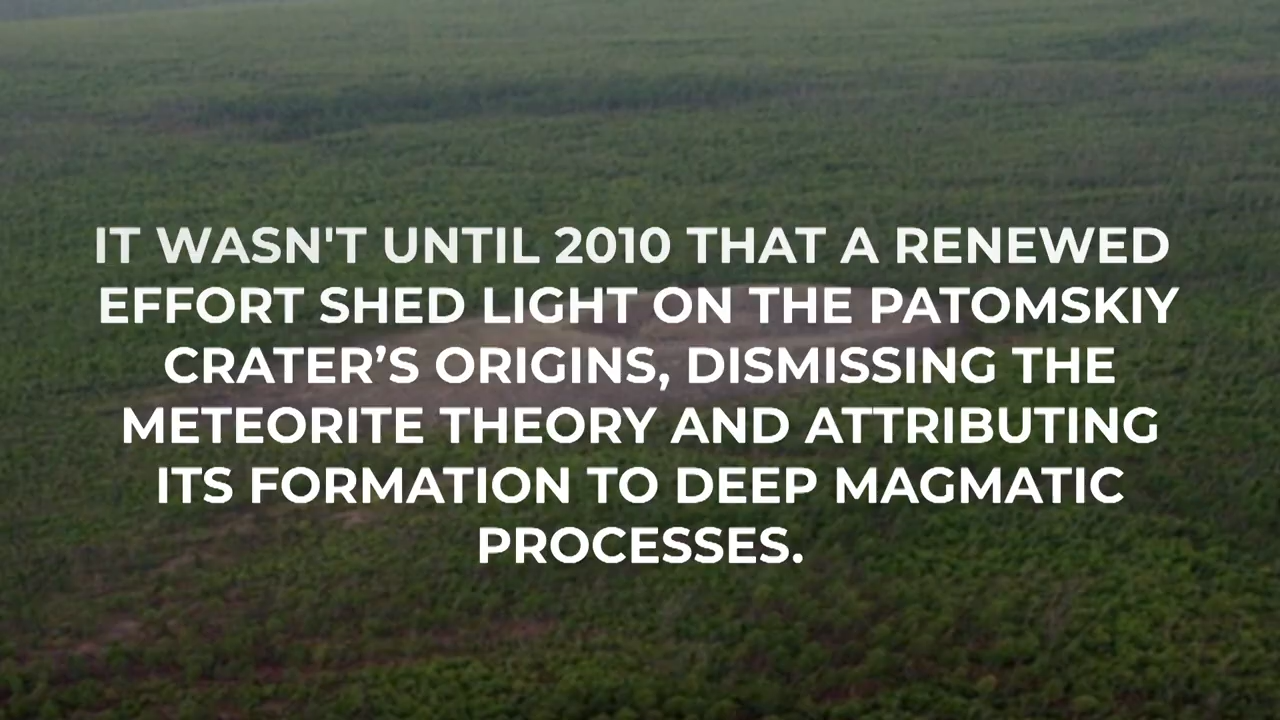 IT WASN'T UNTIL 2010 THAT A RENEWED
EFFORT SHED LIGHT ON THE PATOMSKIY
CRATER’S ORIGINS, DISMISSING THE
METEORITE THEORY AND ATTRIBUTING
ITS FORMATION TO DEEP MAGMATIC
PROCESSES.